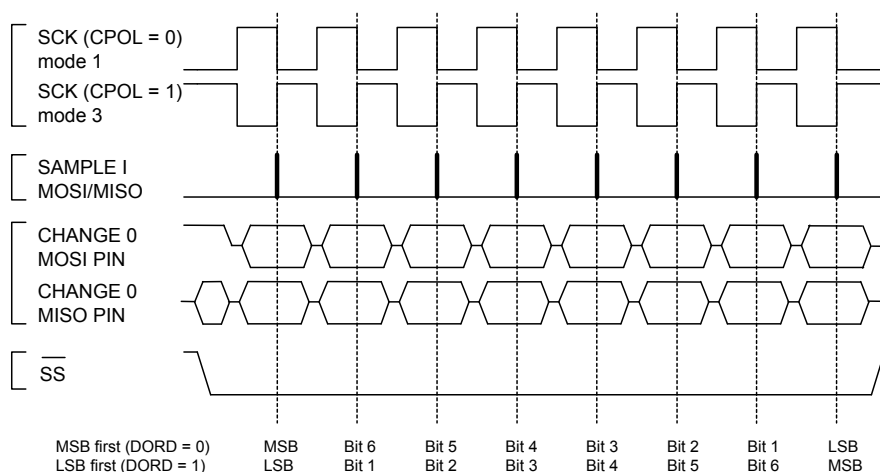 SCK (CPOL = 0)
mode 1
SCK (CPOL = 1)
mode 3
SAMPLE I
MOSI/MISO
CHANGE 0
MOSI PIN
CHANGE 0
MISO PIN
SS
MSB first (DORD = 0) MSB Bit 6 Bit 5 Bit 4 Bit 3 Bit 2 Bit 1 LSB
LSB first (DORD = 1) LSB Bit 1 Bit 2 Bit 3 Bit 4 Bit 5 Bit 6 MSB